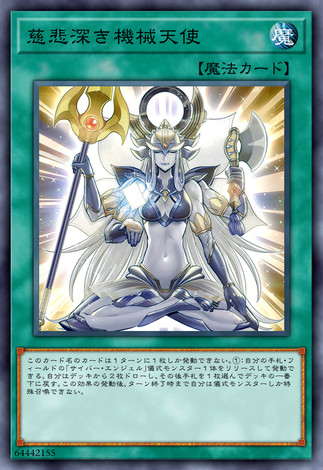 慈悲深き機械天使
魔
【魔法カード】
このカード名のカードは１ターンに１枚しか発動できない。①：自分の手札・フィ
ールドの「サイバー・エンジェル」儀式モンスター１体をリリースして発動で
きる。自分はデッキから２枚ドローし、その後手札を１枚選んでデッキの一番
下に戻す。この効果の発動後、ターン終了時まで自分は儀式モンスターしか特
殊召喚できない。
64442155